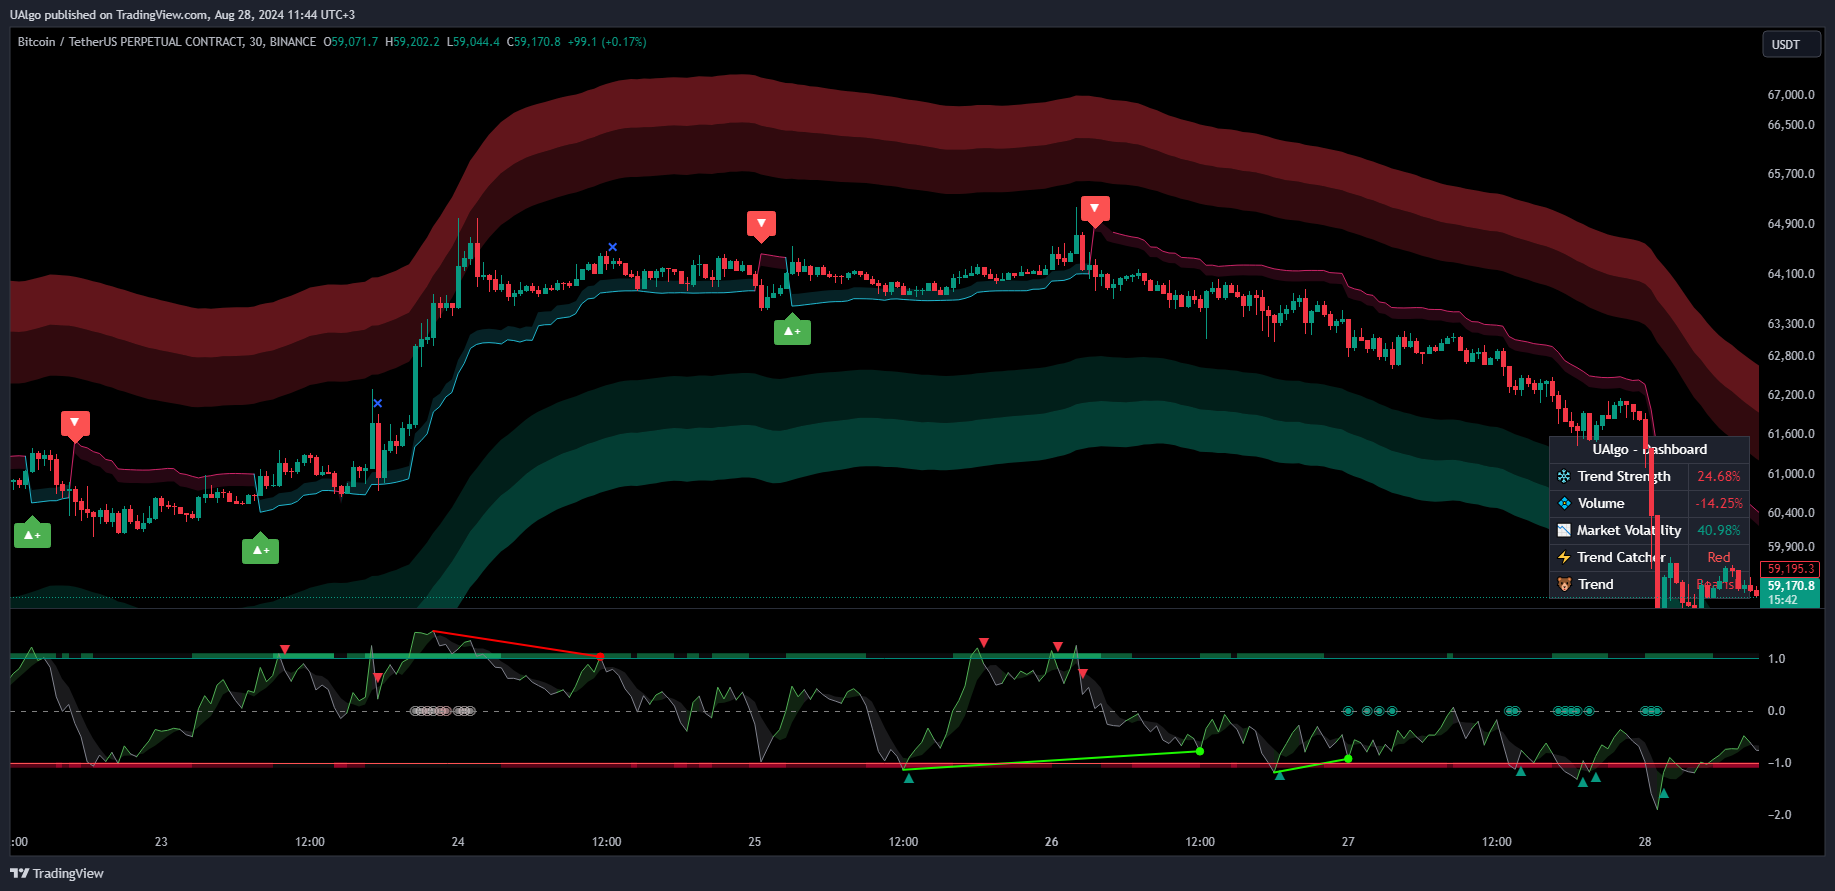 UAlgo published on TradingView.com, Aug 28, 2024 11:44 UTC+3
Bitcoin / TetherUS PERPETUAL CONTRACT, 30, BINANCE O59,071.7 H59,202.2 L59,044.4 C59,170.8 +99.1 (+0.17%)
USDT
67,000.0
66,500.0
65,700.0
64,900.0
64,100.0
63,300.0
62,800.0
62,200.0
61,600.0
61,000.0
60,400.0
59,900.0
59,195.3
59,170.8
15:42
UAlgo - Dashboard
Trend Strength 24.68%
Volume -14.25%
Market Volatility 40.98%
Trend Catcher Red
Trend
1.0
0.0
−1.0
−2.0
:00 23 12:00 24 12:00 25 12:00 26 12:00 27 12:00 28
TradingView